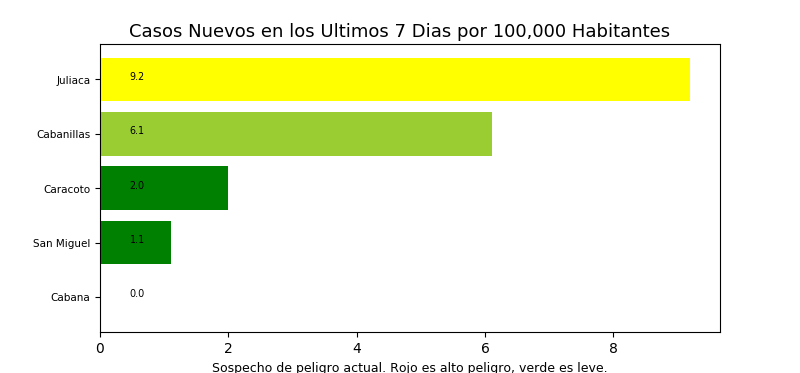 Casos Nuevos en los Ultimos 7 Dias por 100,000 Habitantes
Juliaca 9.2
Cabanillas 6.1
Caracoto 2.0
San Miguel 1.1
Cabana 0.0
0 2 4 6 8
Sospecho de peligro actual. Rojo es alto peligro, verde es leve.